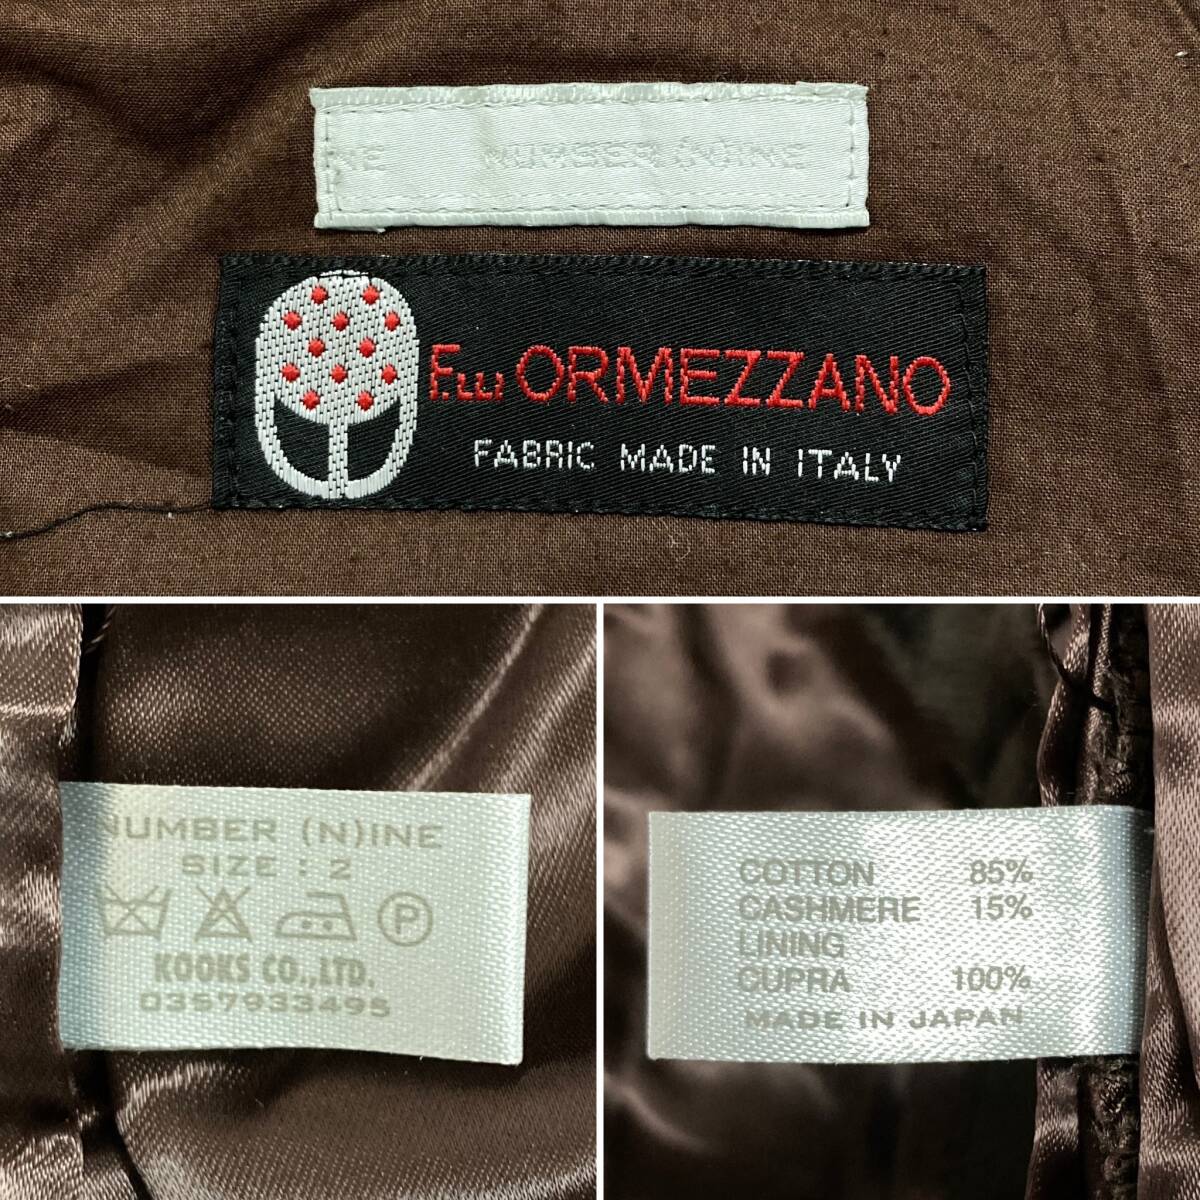 NE NUMBER (N)INE
F.lli ORMEZZANO
FABRIC MADE IN ITALY
NUMBER (N)INE
SIZE : 2
P
KOOKS CO.,LTD.
0357933495
COTTON 85%
CASHMERE 15%
LINING
CUPRA 100%
MADE IN JAPAN